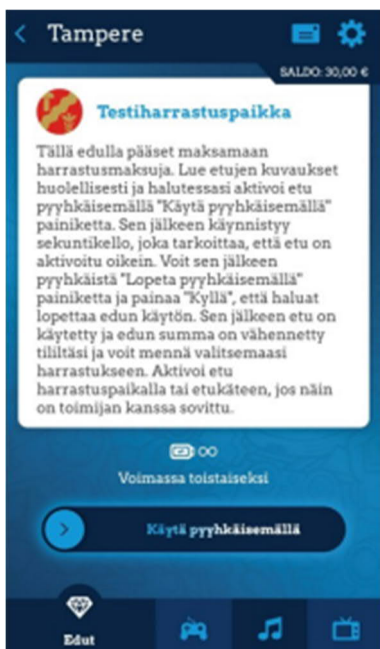 Tampere
SALDO: 30,00 €
Testiharrastuspaikka
Tällä edulla pääset maksamaan
harrastusmaksuja. Lue etujen kuvaukset
huolellisesti ja halutessasi aktivoi etu
pyyhkäisemällä "Käytä pyyhkäisemällä"
painiketta. Sen jälkeen käynnistyy
sekuntikello, joka tarkoittaa, että etu on
aktivoitu oikein. Voit sen jälkeen
pyyhkäistä "Lopeta pyyhkäisemällä"
painiketta ja painaa "Kyllä", että haluat
lopettaa edun käytön. Sen jälkeen etu on
käytetty ja edun summa on vähennetty
tililtäsi ja voit mennä valitsemaasi
harrastukseen. Aktivoi etu
harrastuspaikalla tai etukäteen, jos näin
on toimijan kanssa sovittu.
∞
Voimassa toistaiseksi
Käytä pyyhkäisemällä
Edut